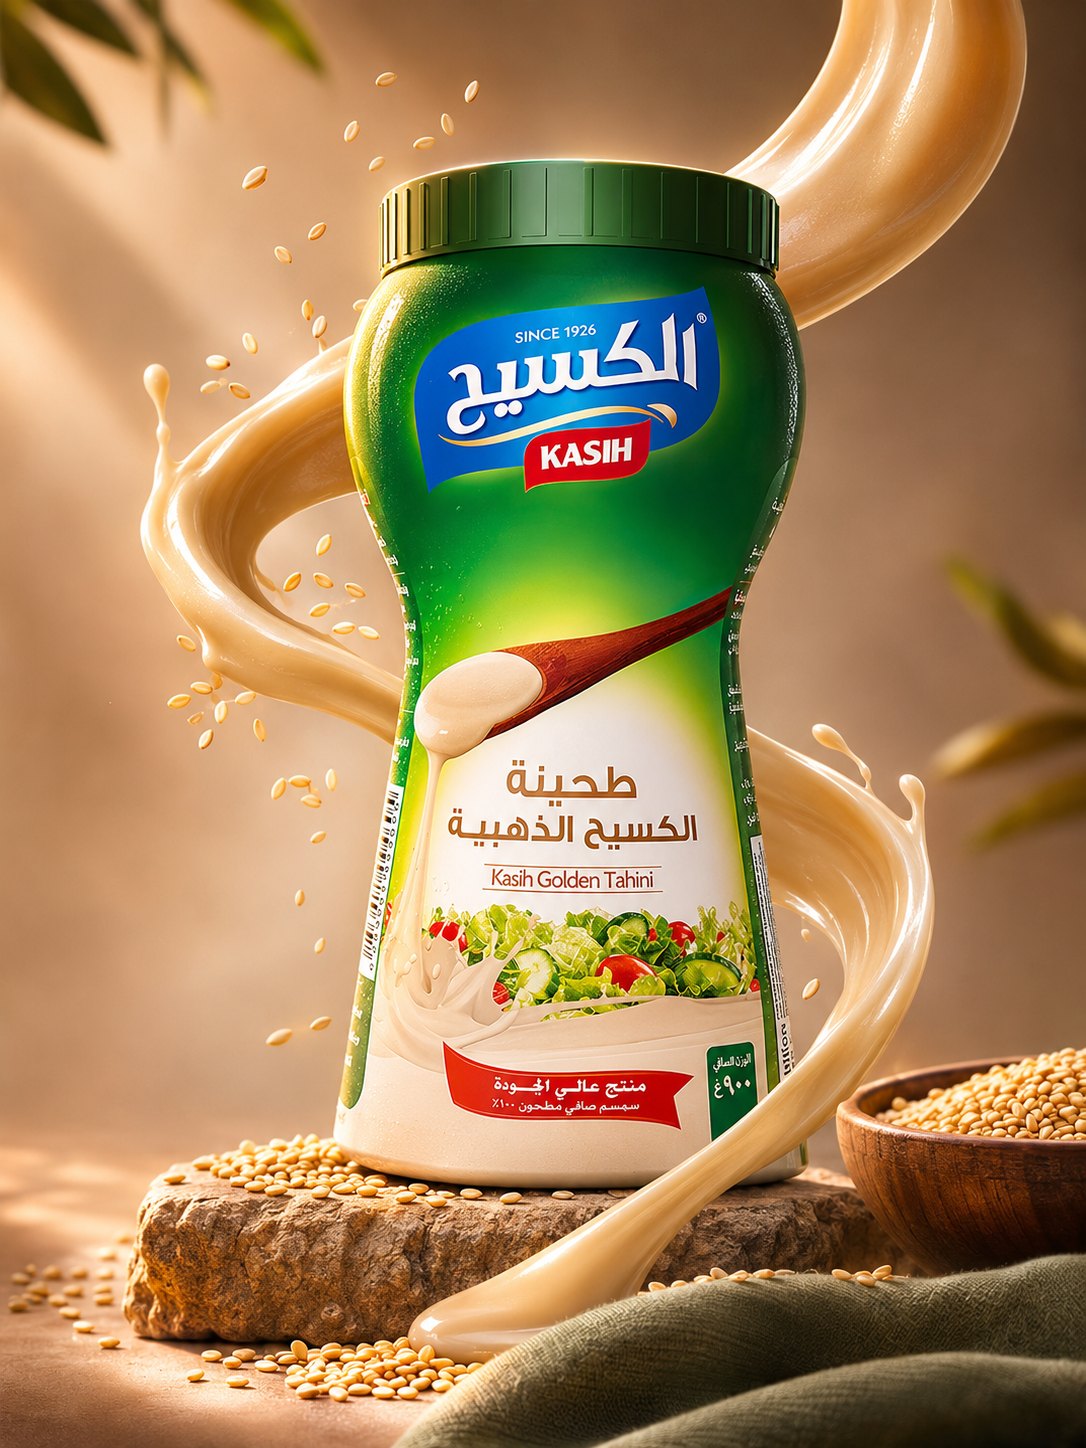 SINCE 1926
الكسيح®
KASIH
طحينة
الكسيح الذهبية
Kasih Golden Tahini
منتج عالي الجودة
سمسم صافي مطحون ١٠٠٪
الوزن الصافي
٩٠٠غ